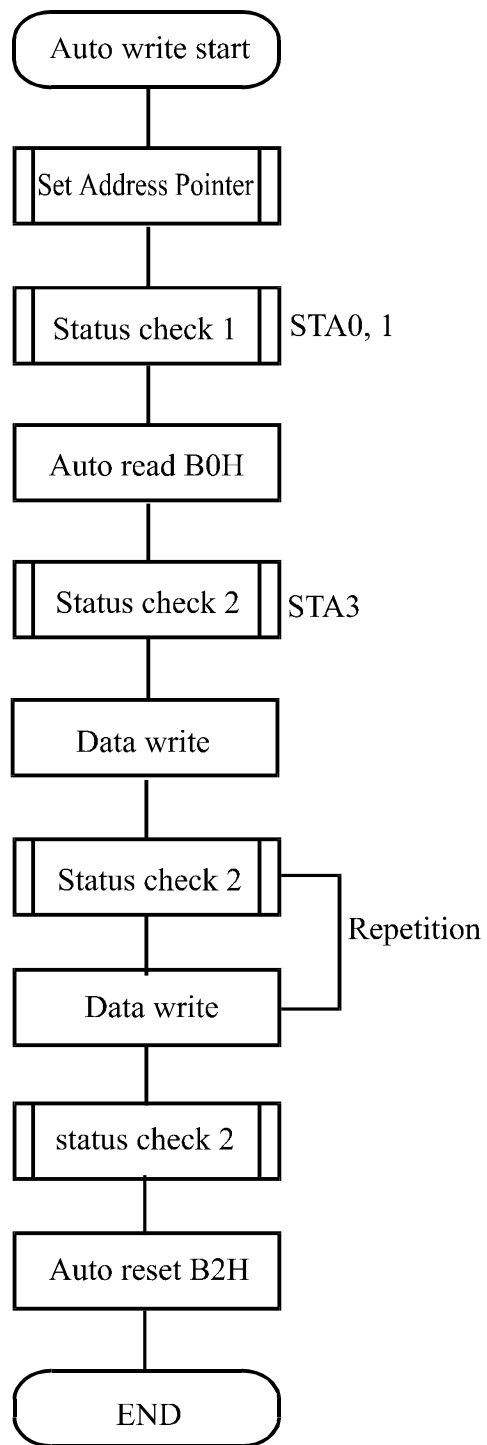 Auto write start
Set Address Pointer
Status check 1
STA0, 1
Auto read B0H
Status check 2
STA3
Data write
Status check 2
Repetition
Data write
status check 2
Auto reset B2H
END